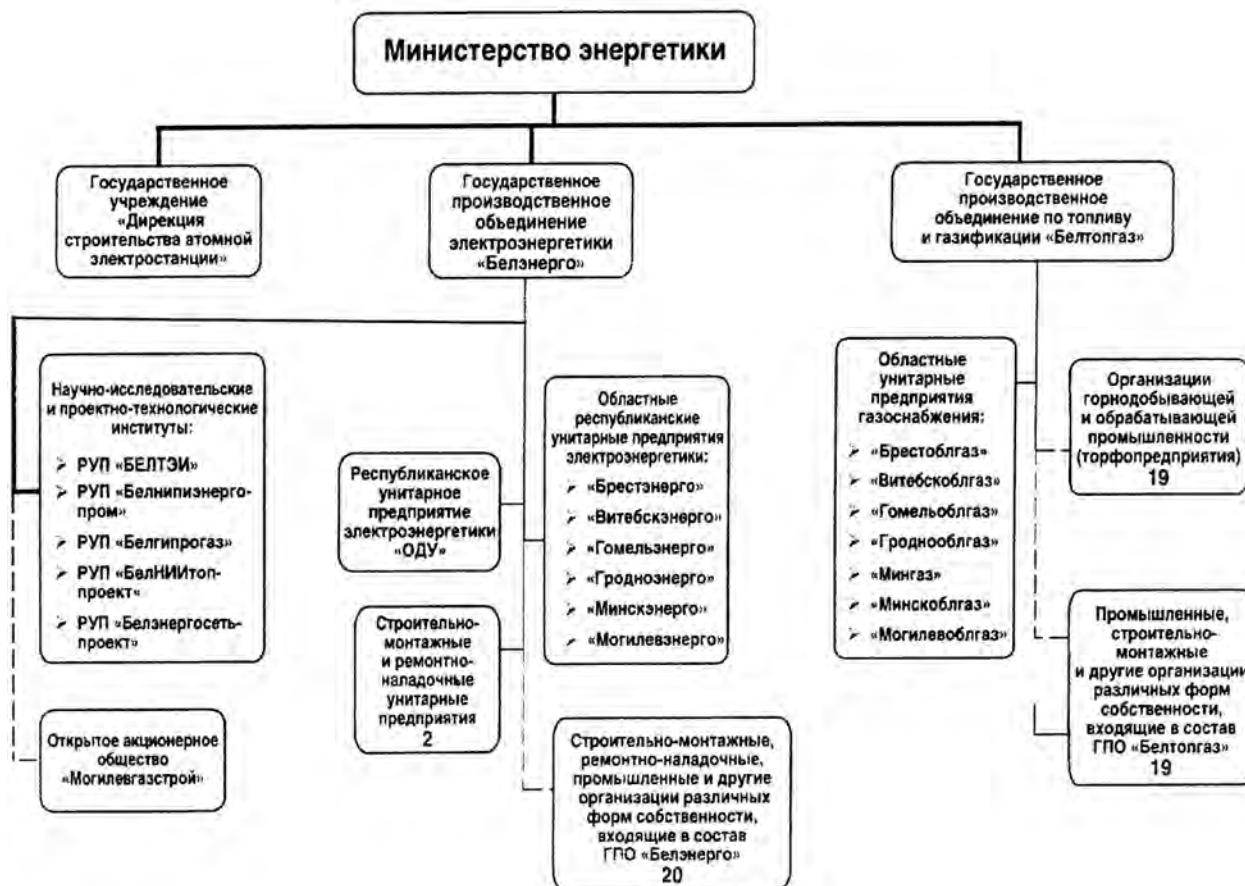 Министерство энергетики
Государственное
учреждение
«Дирекция
строительства атомной
электростанции»
Государственное
производственное
объединение
электроэнергетики
«Белэнерго»
Государственное
производственное
объединение по топливу
и газификации «Белтопгаз»
Научно-исследовательские
и проектно-технологические
институты:
➢ РУП «БЕЛТЭИ»
➢ РУП «Белнипиэнерго-
пром»
➢ РУП «Белгипрогаз»
➢ РУП «БелНИИтоп-
проект»
➢ РУП «Белэнергосеть-
проект»
Открытое акционерное
общество
«Могилевгазстрой»
Республиканское
унитарное
предприятие
электроэнергетики
«ОДУ»
Строительно-
монтажные
и ремонтно-
наладочные
унитарные
предприятия
2
Областные
республиканские
унитарные предприятия
электроэнергетики:
➢ «Брестэнерго»
➢ «Витебскэнерго»
➢ «Гомельэнерго»
➢ «Гродноэнерго»
➢ «Минскэнерго»
➢ «Могилевэнерго»
Строительно-монтажные,
ремонтно-наладочные,
промышленные и другие
организации различных
форм собственности,
входящие в состав
ГПО «Белэнерго»
20
Областные
унитарные
предприятия
газоснабжения:
➢ «Брестоблгаз»
➢ «Витебскоблгаз»
➢ «Гомельоблгаз»
➢ «Гроднооблгаз»
➢ «Мингаз»
➢ «Минскоблгаз»
➢ «Могилевоблгаз»
Организации
горнодобывающей
и обрабатывающей
промышленности
(торфопредприятия)
19
Промышленные,
строительно-
монтажные
и другие организации
различных форм
собственности,
входящие в состав
ГПО «Белтопгаз»
19